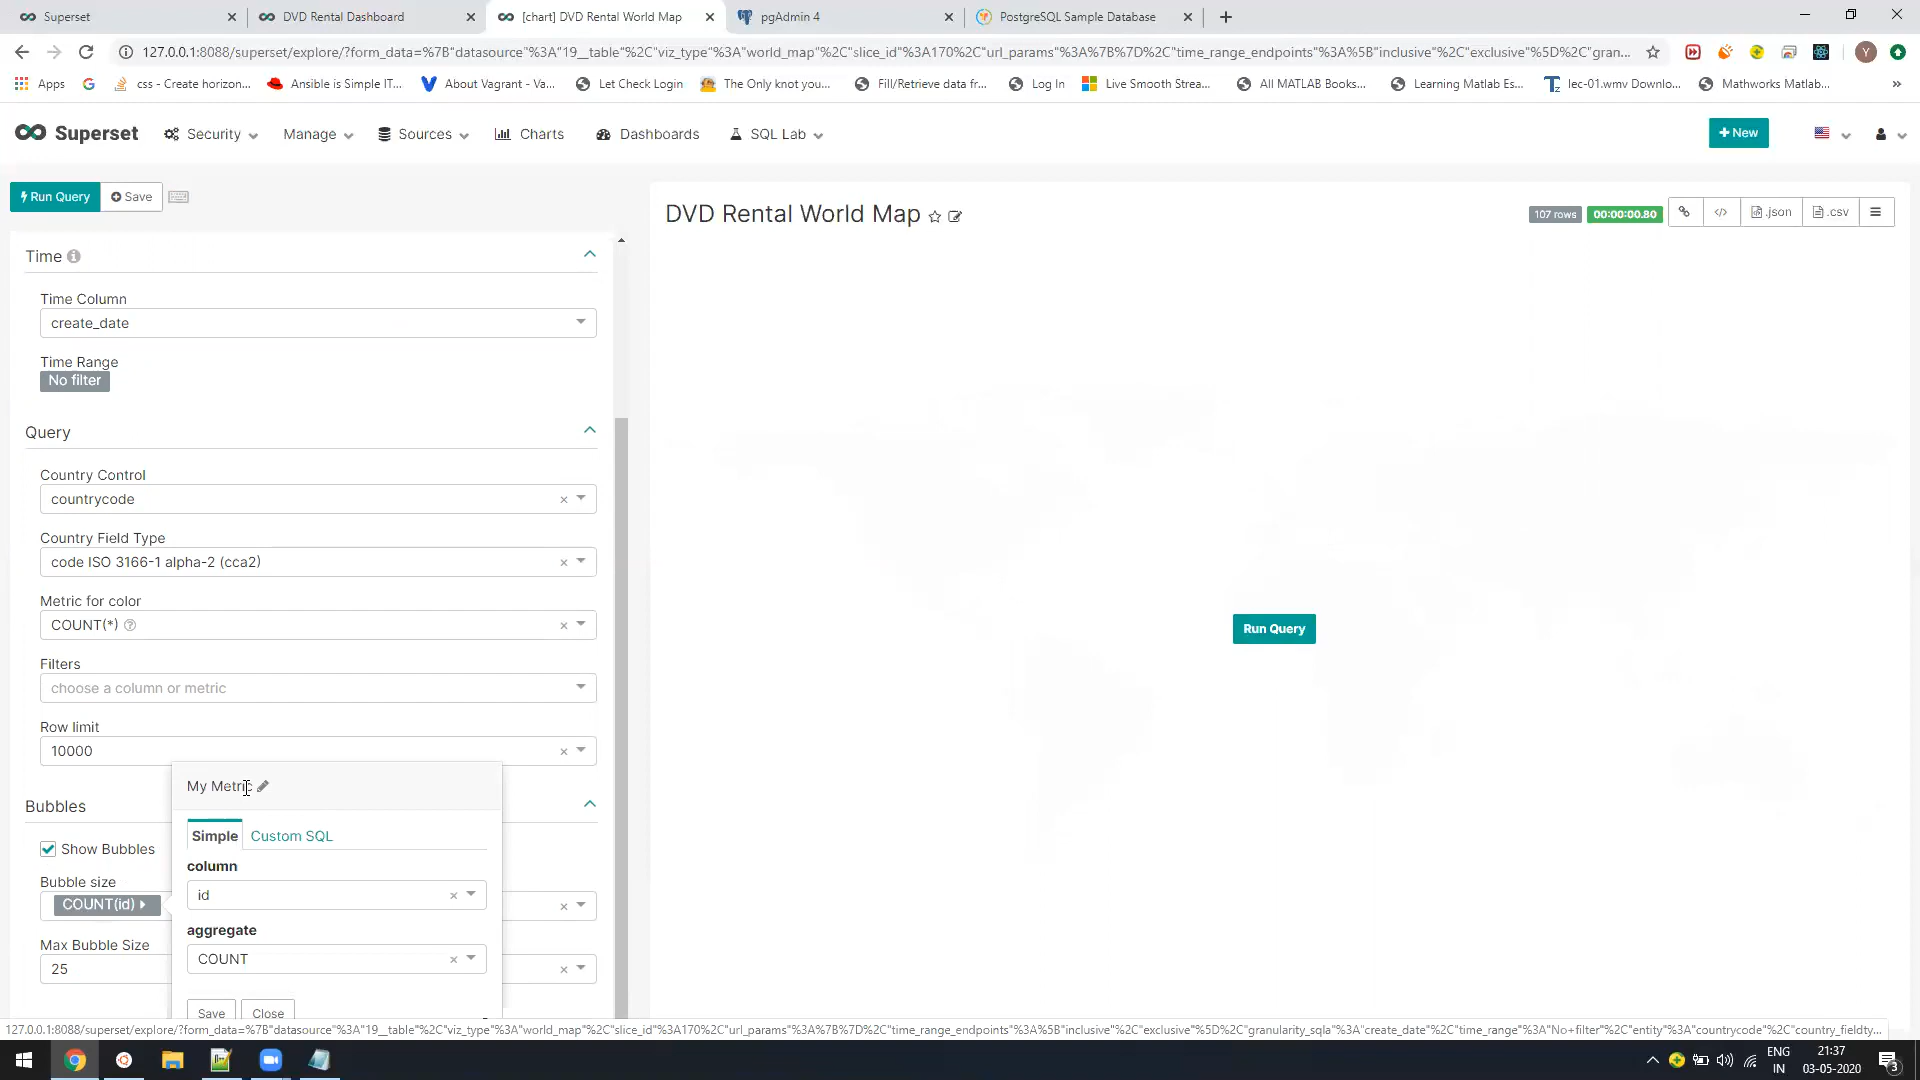 Superset
DVD Rental Dashboard
[chart] DVD Rental World Map
pgAdmin 4
PostgreSQL Sample Database
127.0.0.1:8088/superset/explore/?form_data=%7B"datasource"%3A"19__table"%2C"viz_type"%3A"world_map"%2C"slice_id"%3A170%2C"url_params"%3A%7B%7D%2C"time_range_endpoints"%3A%5B"inclusive"%2C"exclusive"%5D%2C"gran...
Y
Apps
css - Create horizon...
Ansible is Simple IT...
About Vagrant - Va...
Let Check Login
The Only knot you...
Fill/Retrieve data fr...
Log In
Live Smooth Strea...
All MATLAB Books...
Learning Matlab Es...
lec-01.wmv Downlo...
Mathworks Matlab...
»
Superset
Security
Manage
Sources
Charts
Dashboards
SQL Lab
+ New
Run Query
Save
DVD Rental World Map
107 rows
00:00:00.80
.json
.csv
Time
Time Column
create_date
Time Range
No filter
Query
Country Control
countrycode
Country Field Type
code ISO 3166-1 alpha-2 (cca2)
Metric for color
COUNT(*)
Filters
choose a column or metric
Row limit
10000
Run Query
My Metric
Bubbles
Simple
Custom SQL
Show Bubbles
column
Bubble size
id
COUNT(id)
aggregate
Max Bubble Size
COUNT
25
Save
Close
127.0.0.1:8088/superset/explore/?form_data=%7B"datasource"%3A"19__table"%2C"viz_type"%3A"world_map"%2C"slice_id"%3A170%2C"url_params"%3A%7B%7D%2C"time_range_endpoints"%3A%5B"inclusive"%2C"exclusive"%5D%2C"granularity_sqla"%3A"create_date"%2C"time_range"%3A"No+filter"%2C"entity"%3A"countrycode"%2C"country_fieldty...
ENG
IN
21:37
03-05-2020
3